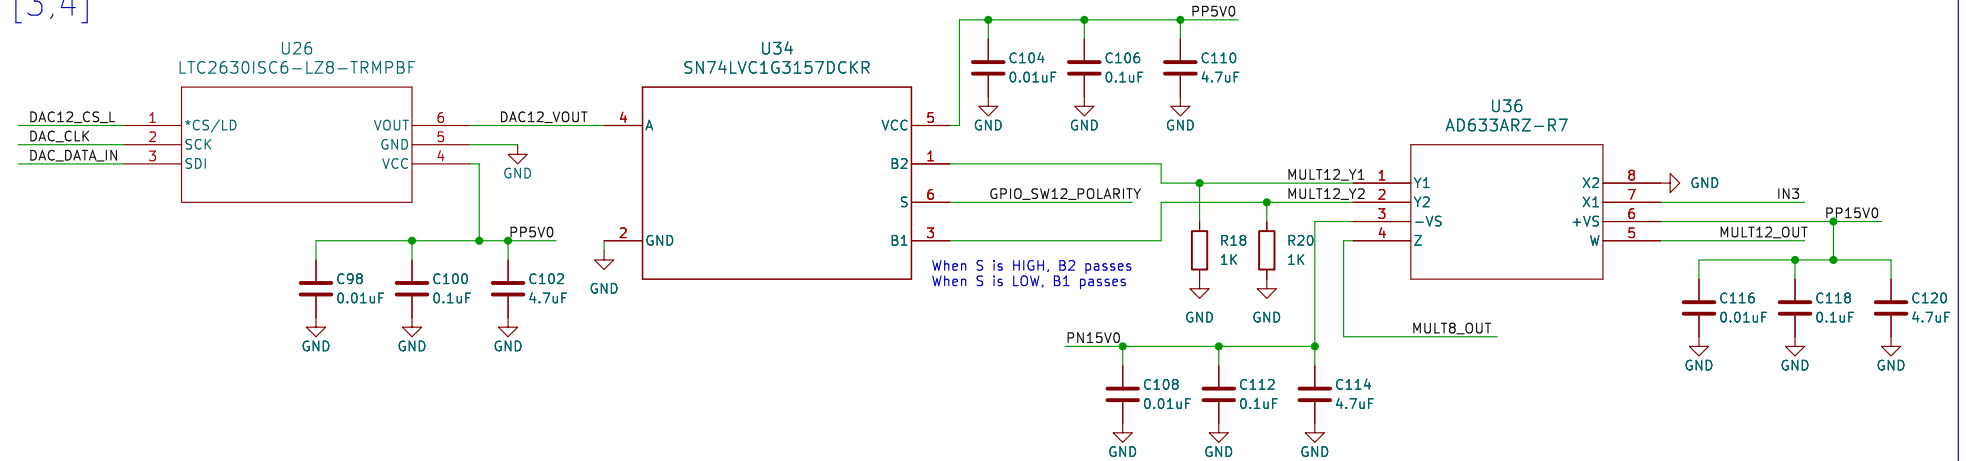 [3,4]
U26
LTC2630ISC6-LZ8-TRMPBF
DAC12_CS_L
DAC_CLK
DAC_DATA_IN
1
2
3
*CS/LD
SCK
SDI
VOUT
GND
VCC
6
5
4
GND
PP5V0
C98
0.01uF
GND
C100
0.1uF
GND
C102
4.7uF
GND
DAC12_VOUT
U34
SN74LVC1G3157DCKR
4
A
2
GND
GND
VCC
5
B2
1
S
6
B1
3
GPIO_SW12_POLARITY
When S is HIGH, B2 passes
When S is LOW, B1 passes
PP5V0
C104
0.01uF
GND
C106
0.1uF
GND
C110
4.7uF
GND
MULT12_Y1
MULT12_Y2
R18
1K
GND
R20
1K
GND
PN15V0
C108
0.01uF
GND
C112
0.1uF
GND
C114
4.7uF
GND
MULT8_OUT
U36
AD633ARZ-R7
1
2
3
4
Y1
Y2
-VS
Z
X2
X1
+VS
W
8
7
6
5
GND
IN3
PP15V0
MULT12_OUT
C116
0.01uF
GND
C118
0.1uF
GND
C120
4.7uF
GND